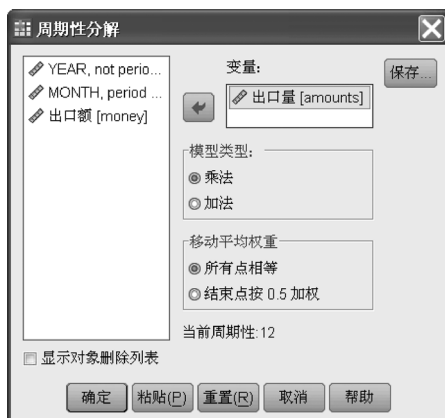 周期性分解
YEAR, not perio...
MONTH, period ...
出口额 [money]
变量:
出口量 [amounts]
保存...
模型类型:
乘法
加法
移动平均权重
所有点相等
结束点按 0.5 加权
当前周期性:12
显示对象删除列表
确定 粘贴(P) 重置(R) 取消 帮助